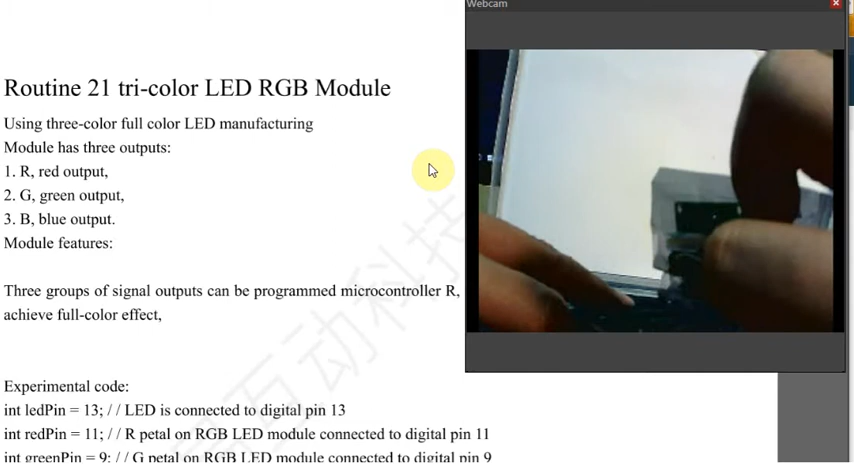 Webcam
Routine 21 tri-color LED RGB Module
Using three-color full color LED manufacturing
Module has three outputs:
1. R, red output,
2. G, green output,
3. B, blue output.
Module features:
Three groups of signal outputs can be programmed microcontroller R,
achieve full-color effect,
Experimental code:
int ledPin = 13; / / LED is connected to digital pin 13
int redPin = 11; / / R petal on RGB LED module connected to digital pin 11
int greenPin = 9; / / G petal on RGB LED module connected to digital pin 9
互动科技